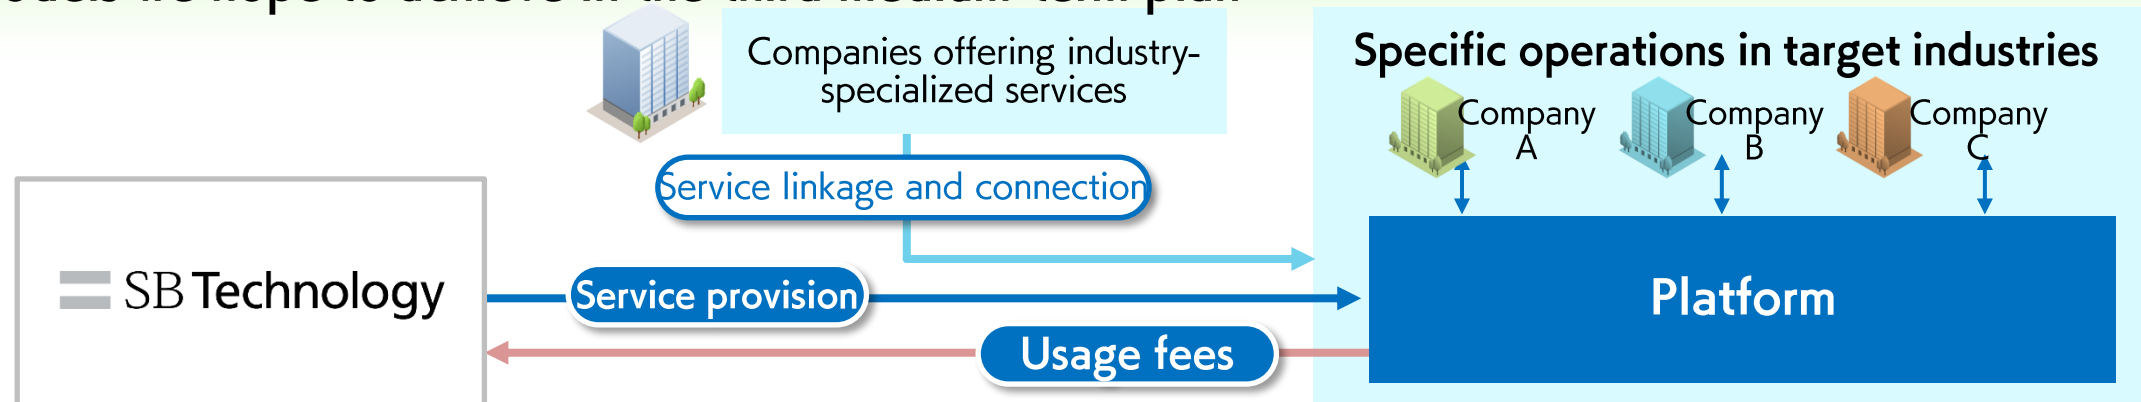 Companies offering industry-
specialized services
Specific operations in target industries
Company
A
Company
B
Company
C
Service linkage and connection
SB Technology
Service provision
Platform
Usage fees